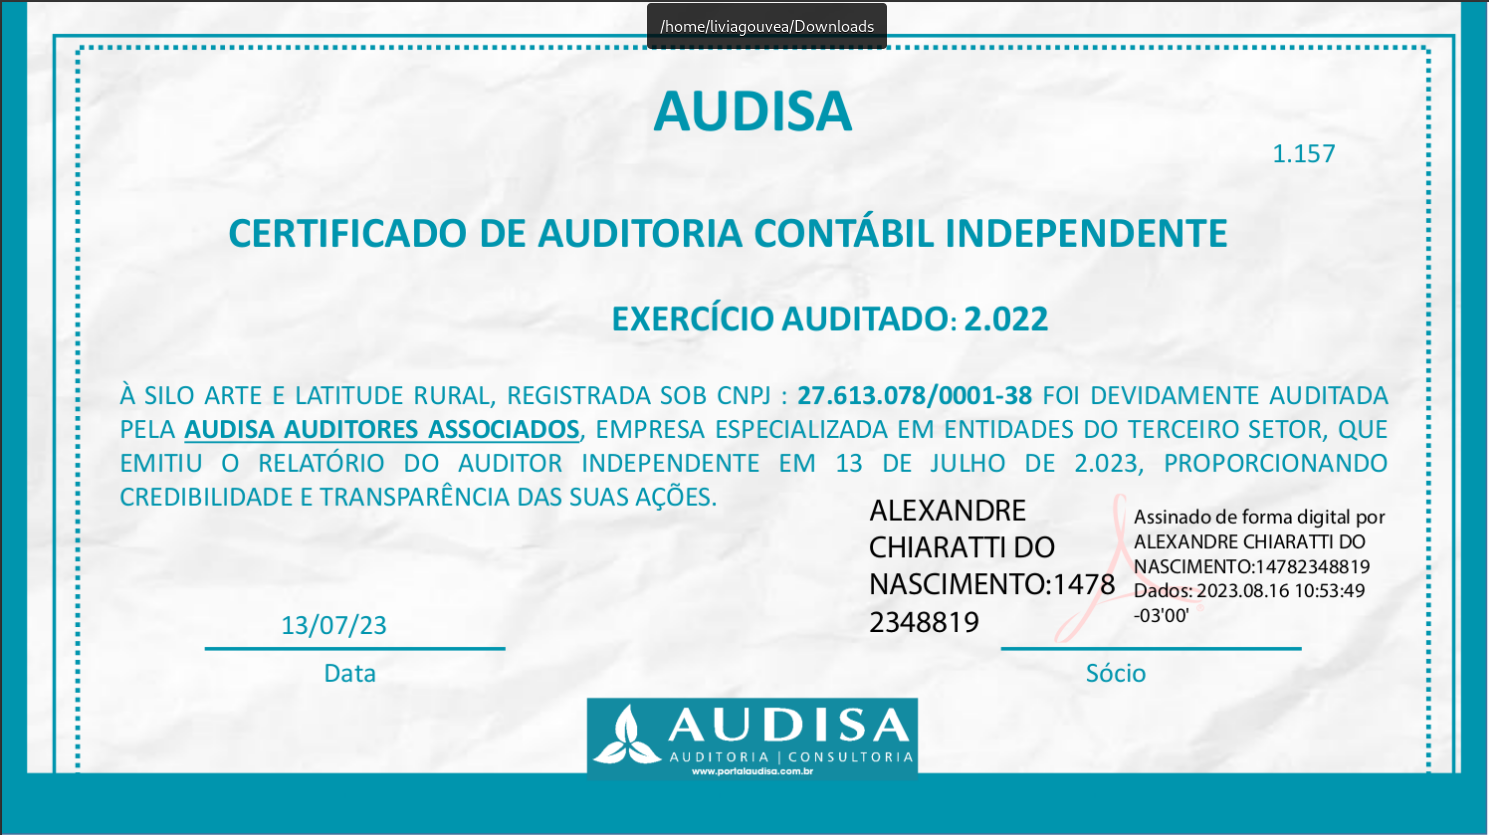 /home/liviagouvea/Downloads
AUDISA
1.157
CERTIFICADO DE AUDITORIA CONTÁBIL INDEPENDENTE
EXERCÍCIO AUDITADO: 2.022
À SILO ARTE E LATITUDE RURAL, REGISTRADA SOB CNPJ : 27.613.078/0001-38 FOI DEVIDAMENTE AUDITADA
PELA AUDISA AUDITORES ASSOCIADOS, EMPRESA ESPECIALIZADA EM ENTIDADES DO TERCEIRO SETOR, QUE
EMITIU O RELATÓRIO DO AUDITOR INDEPENDENTE EM 13 DE JULHO DE 2.023, PROPORCIONANDO
CREDIBILIDADE E TRANSPARÊNCIA DAS SUAS AÇÕES.
ALEXANDRE
CHIARATTI DO
NASCIMENTO:1478
2348819
Assinado de forma digital por
ALEXANDRE CHIARATTI DO
NASCIMENTO:14782348819
Dados: 2023.08.16 10:53:49
-03'00'
13/07/23
Data
Sócio
AUDISA
AUDITORIA | CONSULTORIA
www.portalaudisa.com.br